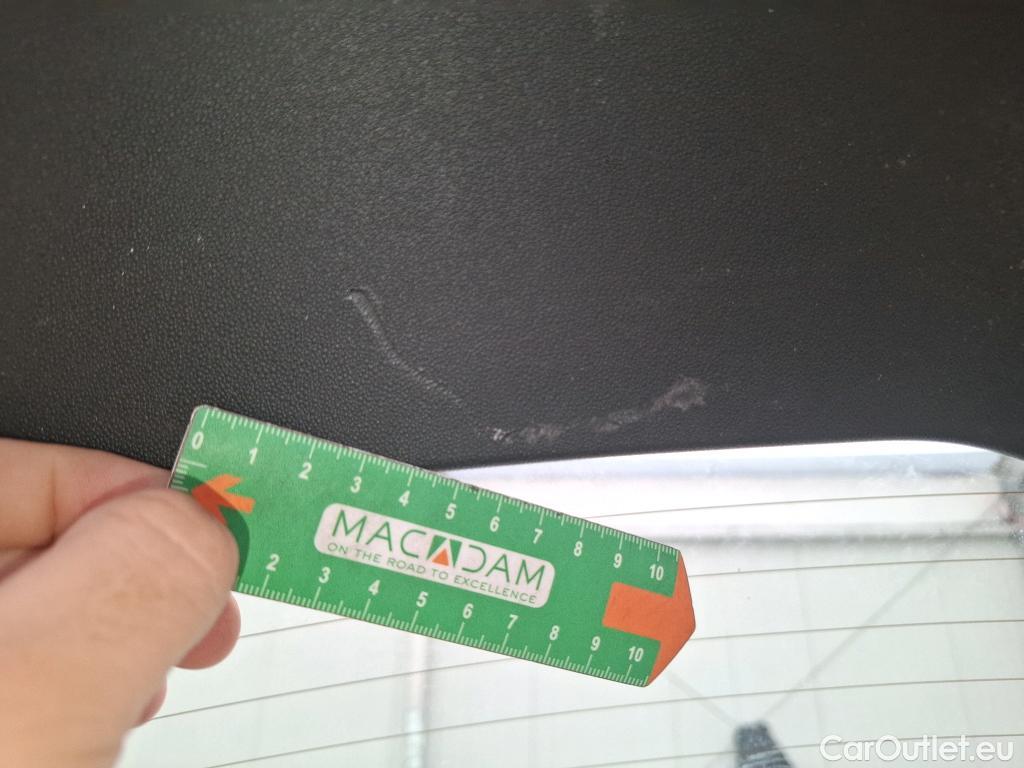 0 1 2 3 4 5 6 7 8 9 10
MACADAM
ON THE ROAD TO EXCELLENCE
2 3 4 5 6 7 8 9 10
CarOutlet.eu